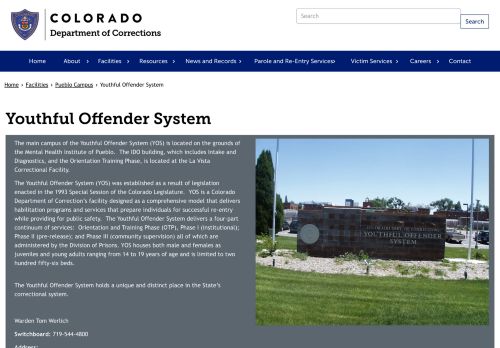 COLORADO
Department of Corrections
Search
Search
Home About Facilities Resources News and Records Parole and Re-Entry Services Victim Services Careers Contact
Home › Facilities › Pueblo Campus › Youthful Offender System
Youthful Offender System
The main campus of the Youthful Offender System (YOS) is located on the grounds of
the Mental Health Institute of Pueblo. The IDO building, which includes Intake and
Diagnostics, and the Orientation Training Phase, is located at the La Vista
Correctional Facility.
The Youthful Offender System (YOS) was established as a result of legislation
enacted in the 1993 Special Session of the Colorado Legislature. YOS is a Colorado
Department of Correction's facility designed as a comprehensive model that delivers
habilitation programs and services that prepare individuals for successful re-entry
while providing for public safety. The Youthful Offender System delivers a four-part
continuum of services: Orientation and Training Phase (OTP), Phase I (institutional);
Phase II (pre-release); and Phase III (community supervision) all of which are
administered by the Division of Prisons. YOS houses both male and females as
juveniles and young adults ranging from 14 to 19 years of age and is limited to two
hundred fifty-six beds.
The Youthful Offender System holds a unique and distinct place in the State's
correctional system.
Warden Tom Werlich
Switchboard: 719-544-4800
Address:
COLORADO DEPT. OF CORRECTIONS
YOUTHFUL OFFENDER
SYSTEM